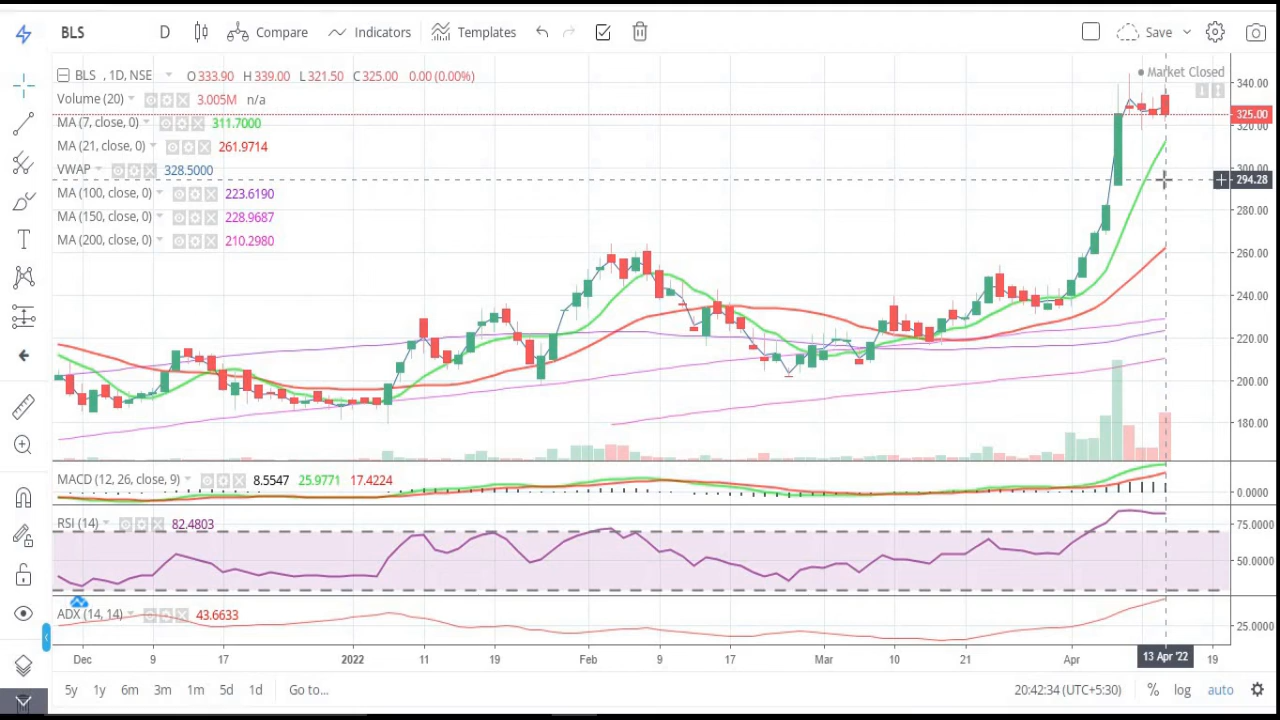 BLS D Compare Indicators Templates Save
BLS , 1D, NSE O333.90 H339.00 L321.50 C325.00 0.00 (0.00%)
Market Closed
Volume (20) 3.005M n/a
MA (7, close, 0) 311.7000
MA (21, close, 0) 261.9714
VWAP 328.5000
MA (100, close, 0) 223.6190
MA (150, close, 0) 228.9687
MA (200, close, 0) 210.2980
340.00
325.00
320.00
300.00
294.28
280.00
260.00
240.00
220.00
200.00
180.00
MACD (12, 26, close, 9) 8.5547 25.9771 17.4224
0.0000
RSI (14) 82.4803
75.0000
50.0000
ADX (14, 14) 43.6633
25.0000
Dec 9 17 2022 11 19 Feb 9 17 Mar 10 21 Apr 13 Apr '22 19
5y 1y 6m 3m 1m 5d 1d Go to... 20:42:34 (UTC+5:30) % log auto